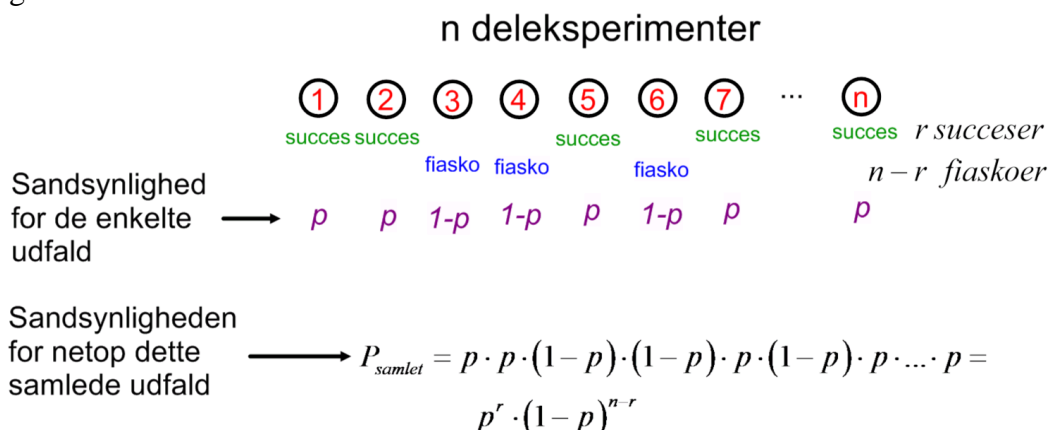 n deleksperimenter
1 2 3 4 5 6 7 ... n
succes succes succes succes succes r succeser
fiasko fiasko fiasko n – r fiaskoer
Sandsynlighed
for de enkelte
udfald
p p 1-p 1-p p 1-p p p
Sandsynligheden
for netop dette
samlede udfald
P_samlet = p · p · (1 – p) · (1 – p) · p · (1 – p) · p · ... · p =
p^r · (1 – p)^{n–r}